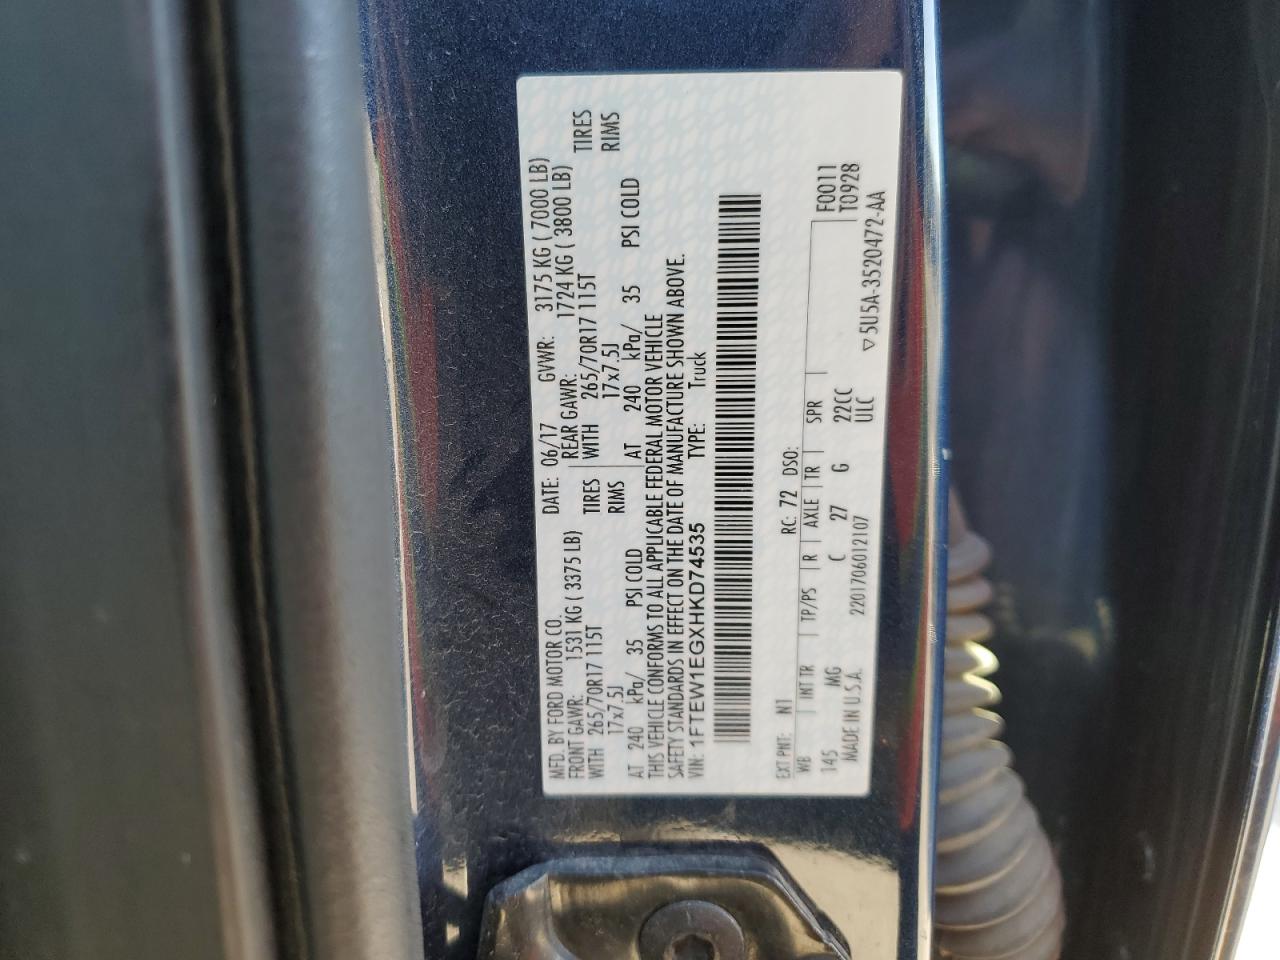 MFD. BY FORD MOTOR CO.
DATE: 06/17 GVWR: 3175 KG ( 7000 LB)
FRONT GAWR: 1531 KG ( 3375 LB)
REAR GAWR: 1724 KG ( 3800 LB)
WITH 265/70R17 115T TIRES
WITH 265/70R17 115T TIRES
17x7.5J RIMS
17x7.5J RIMS
AT 240 kPa/ 35 PSI COLD
AT 240 kPa/ 35 PSI COLD
THIS VEHICLE CONFORMS TO ALL APPLICABLE FEDERAL MOTOR VEHICLE
SAFETY STANDARDS IN EFFECT ON THE DATE OF MANUFACTURE SHOWN ABOVE.
VIN: 1FTEW1EGXHKD74535 TYPE: Truck
EXT PNT: N1 RC: 72 DSO:
WB INT TR TP/PS R AXLE TR SPR F0011
145 MG C 27 G 22CC T0928
MADE IN U.S.A. 2201706012107 ULC ▽5U5A-3520472-AA